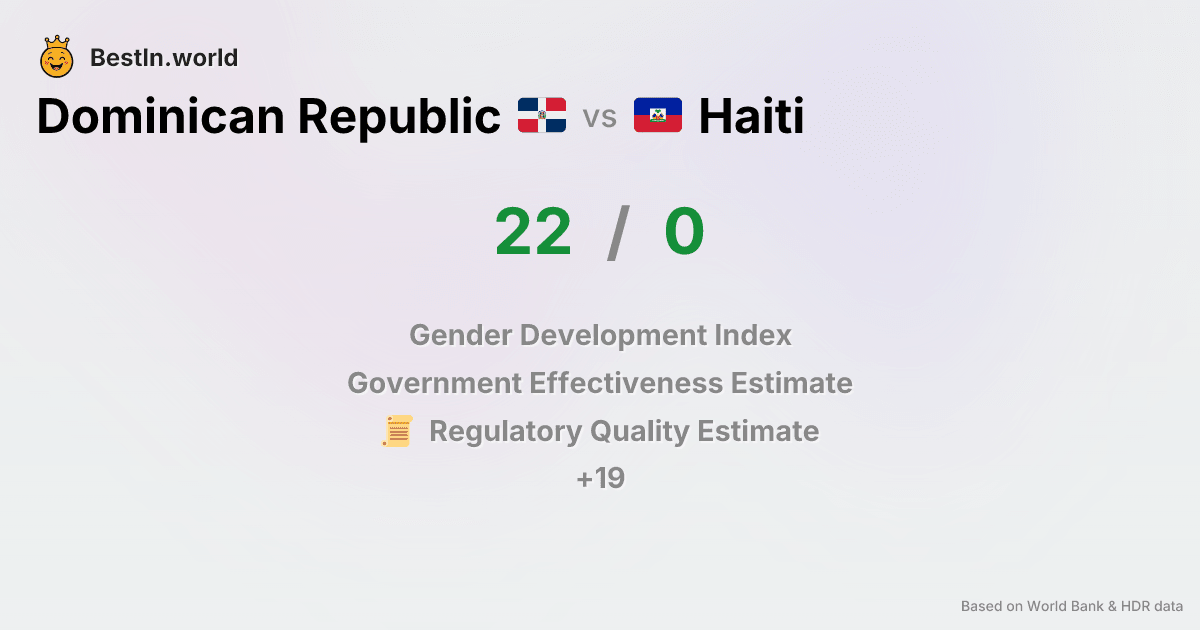 BestIn.world
Dominican Republic vs Haiti
22 / 0
Gender Development Index
Government Effectiveness Estimate
Regulatory Quality Estimate
+19
Based on World Bank & HDR data